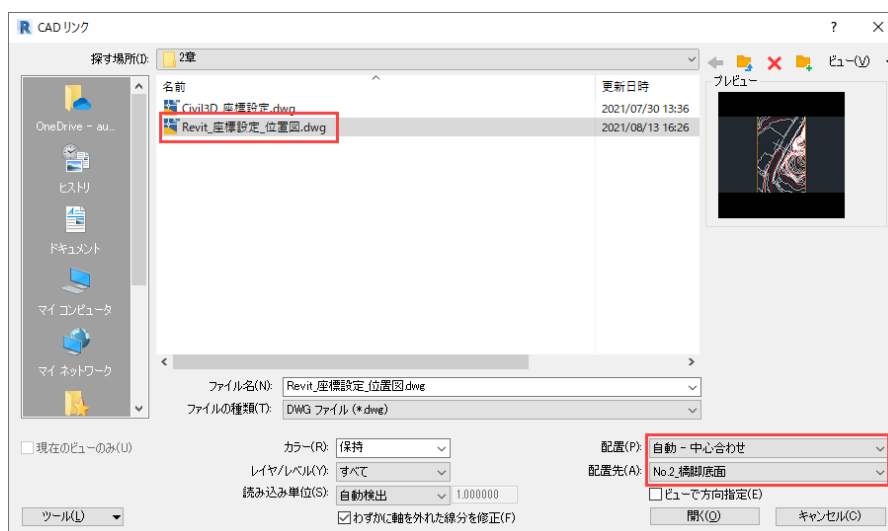 CAD リンク
探す場所(I): 2章 ビュー(V)
名前 更新日時 プレビュー
Civil3D_座標設定.dwg 2021/07/30 13:36
Revit_座標設定_位置図.dwg 2021/08/13 16:26
OneDrive – au...
ヒストリ
ドキュメント
マイ コンピュータ
マイ ネットワーク
ファイル名(N): Revit_座標設定_位置図.dwg
ファイルの種類(T): DWG ファイル (*.dwg)
現在のビューのみ(U) カラー(R): 保持 配置(P): 自動 - 中心合わせ
レイヤ/レベル(Y): すべて 配置先(A): No.2_橋脚底面
読み込み単位(S): 自動検出 1.000000 ビューで方向指定(E)
ツール(L) わずかに軸を外れた線分を修正(F) 開く(O) キャンセル(C)